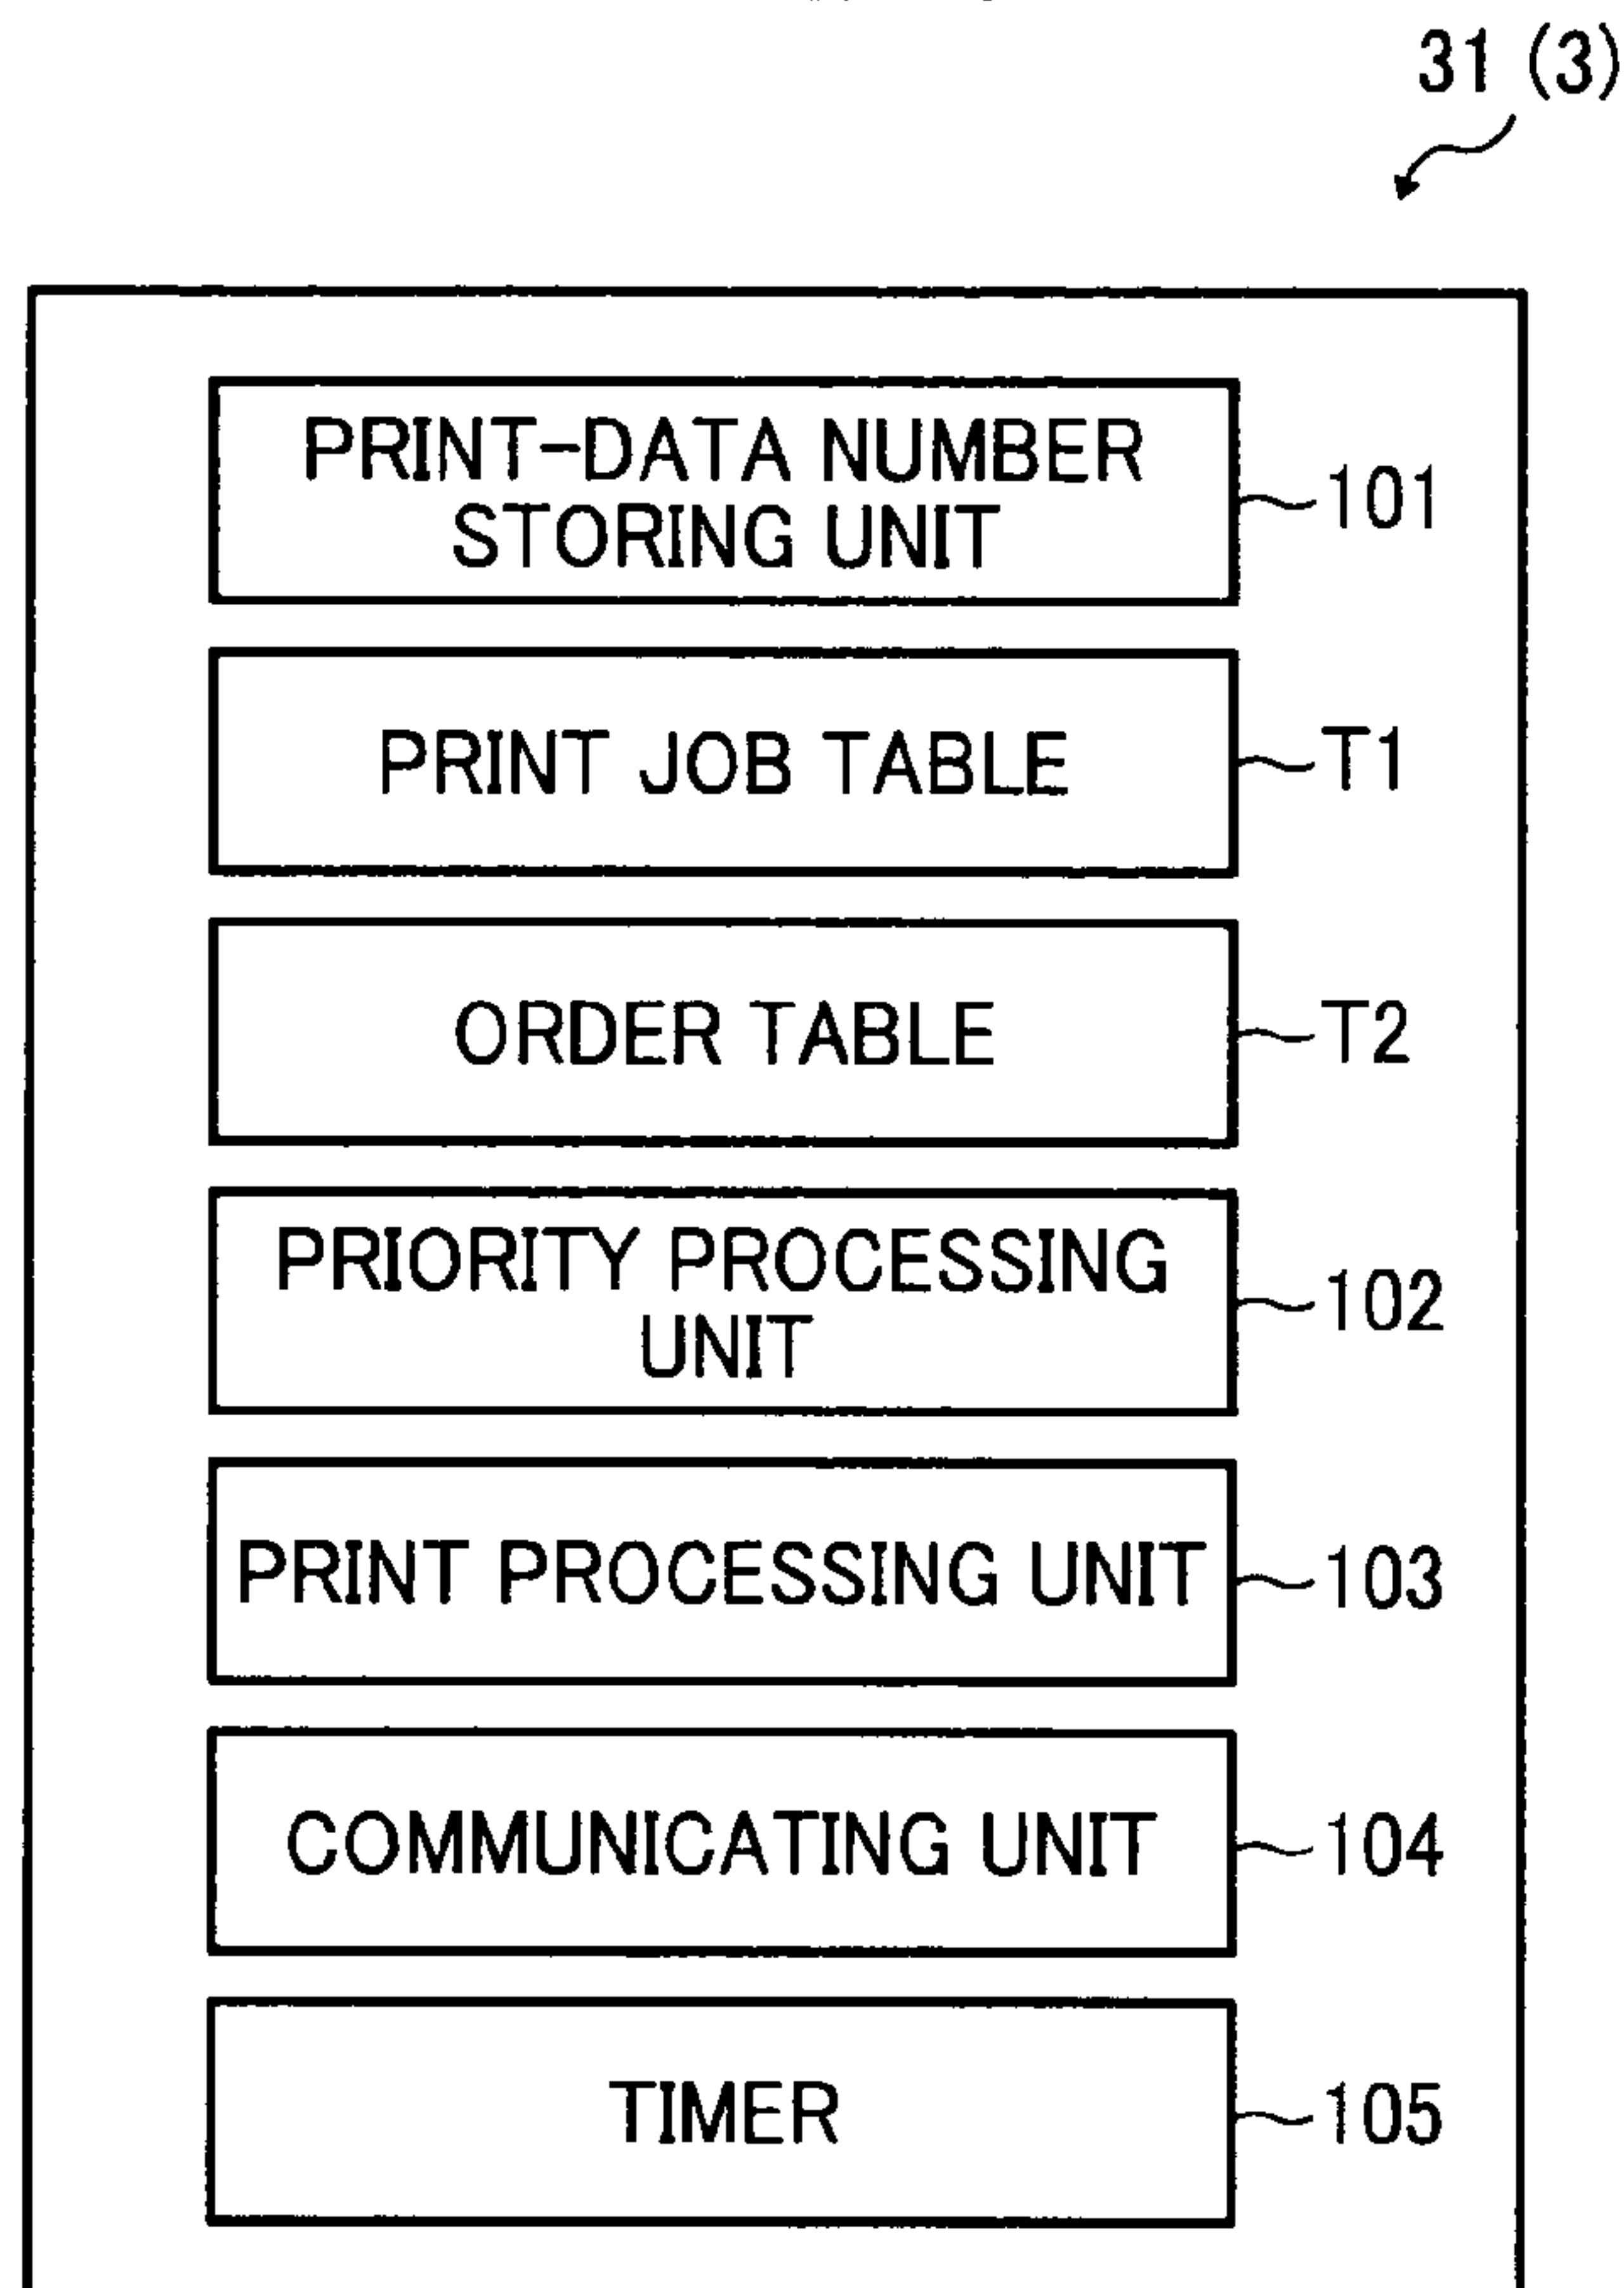 31 (3)
PRINT-DATA NUMBER
STORING UNIT
101
PRINT JOB TABLE
T1
ORDER TABLE
T2
PRIORITY PROCESSING
UNIT
102
PRINT PROCESSING UNIT
103
COMMUNICATING UNIT
104
TIMER
105